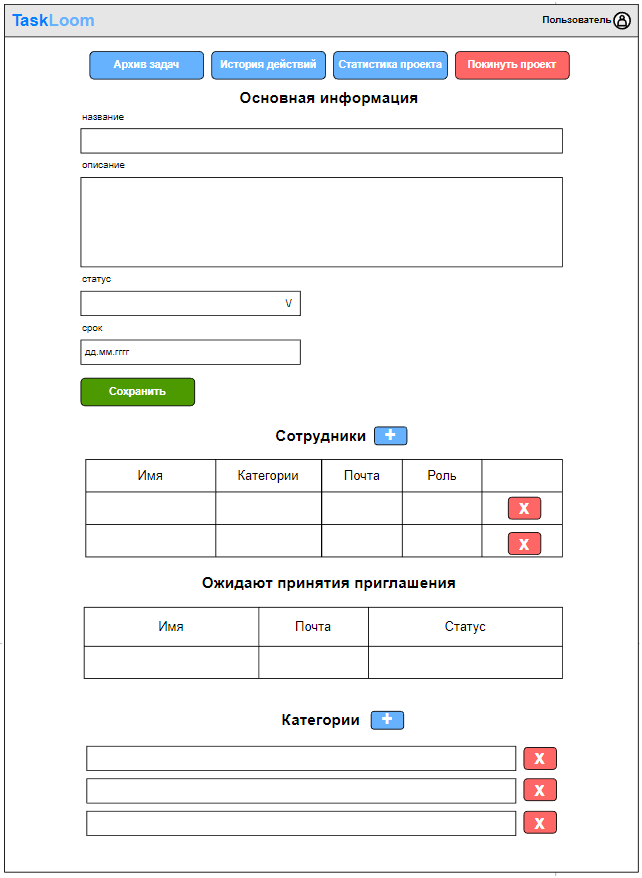 TaskLoom
Пользователь
Архив задач
История действий
Статистика проекта
Покинуть проект
Основная информация
название
описание
статус
V
срок
дд.мм.гггг
Сохранить
Сотрудники +
Имя Категории Почта Роль
X
X
Ожидают принятия приглашения
Имя Почта Статус
Категории +
X
X
X